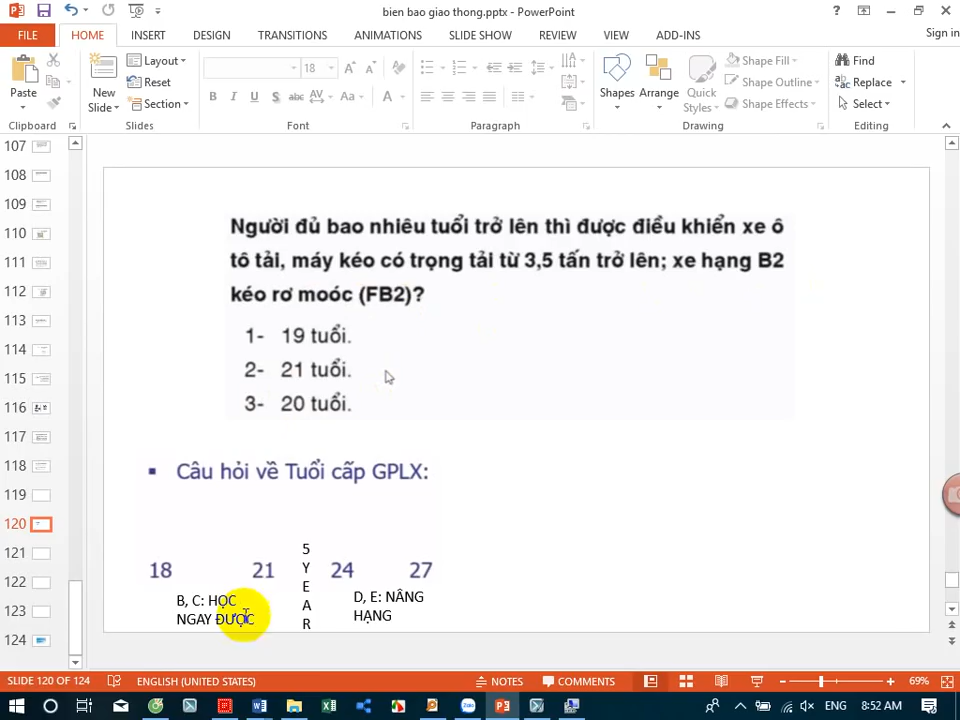 bien bao giao thong.pptx - PowerPoint
Sign in
FILE HOME INSERT DESIGN TRANSITIONS ANIMATIONS SLIDE SHOW REVIEW VIEW ADD-INS
Paste
New Slide
Layout
Reset
Section
18
Shapes
Arrange
Quick Styles
Shape Fill
Shape Outline
Shape Effects
Find
Replace
Select
Clipboard Slides Font Paragraph Drawing Editing
107
108
109
110
111
112
113
114
115
116
117
118
119
120
121
122
123
124
Người đủ bao nhiêu tuổi trở lên thì được điều khiển xe ô
tô tải, máy kéo có trọng tải từ 3,5 tấn trở lên; xe hạng B2
kéo rơ moóc (FB2)?
1- 19 tuổi.
2- 21 tuổi.
3- 20 tuổi.
▪ Câu hỏi về Tuổi cấp GPLX:
18 21 24 27
5
Y
E
A
R
B, C: HỌC
NGAY ĐƯỢC
D, E: NÂNG
HẠNG
SLIDE 120 OF 124 ENGLISH (UNITED STATES) NOTES COMMENTS 69%
ENG 8:52 AM